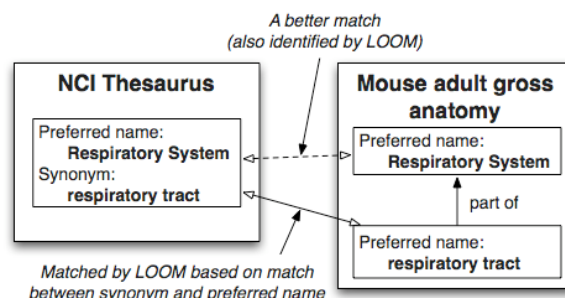 A better match
(also identified by LOOM)
NCI Thesaurus
Preferred name:
Respiratory System
Synonym:
respiratory tract
Mouse adult gross
anatomy
Preferred name:
Respiratory System
part of
Preferred name:
respiratory tract
Matched by LOOM based on match
between synonym and preferred name